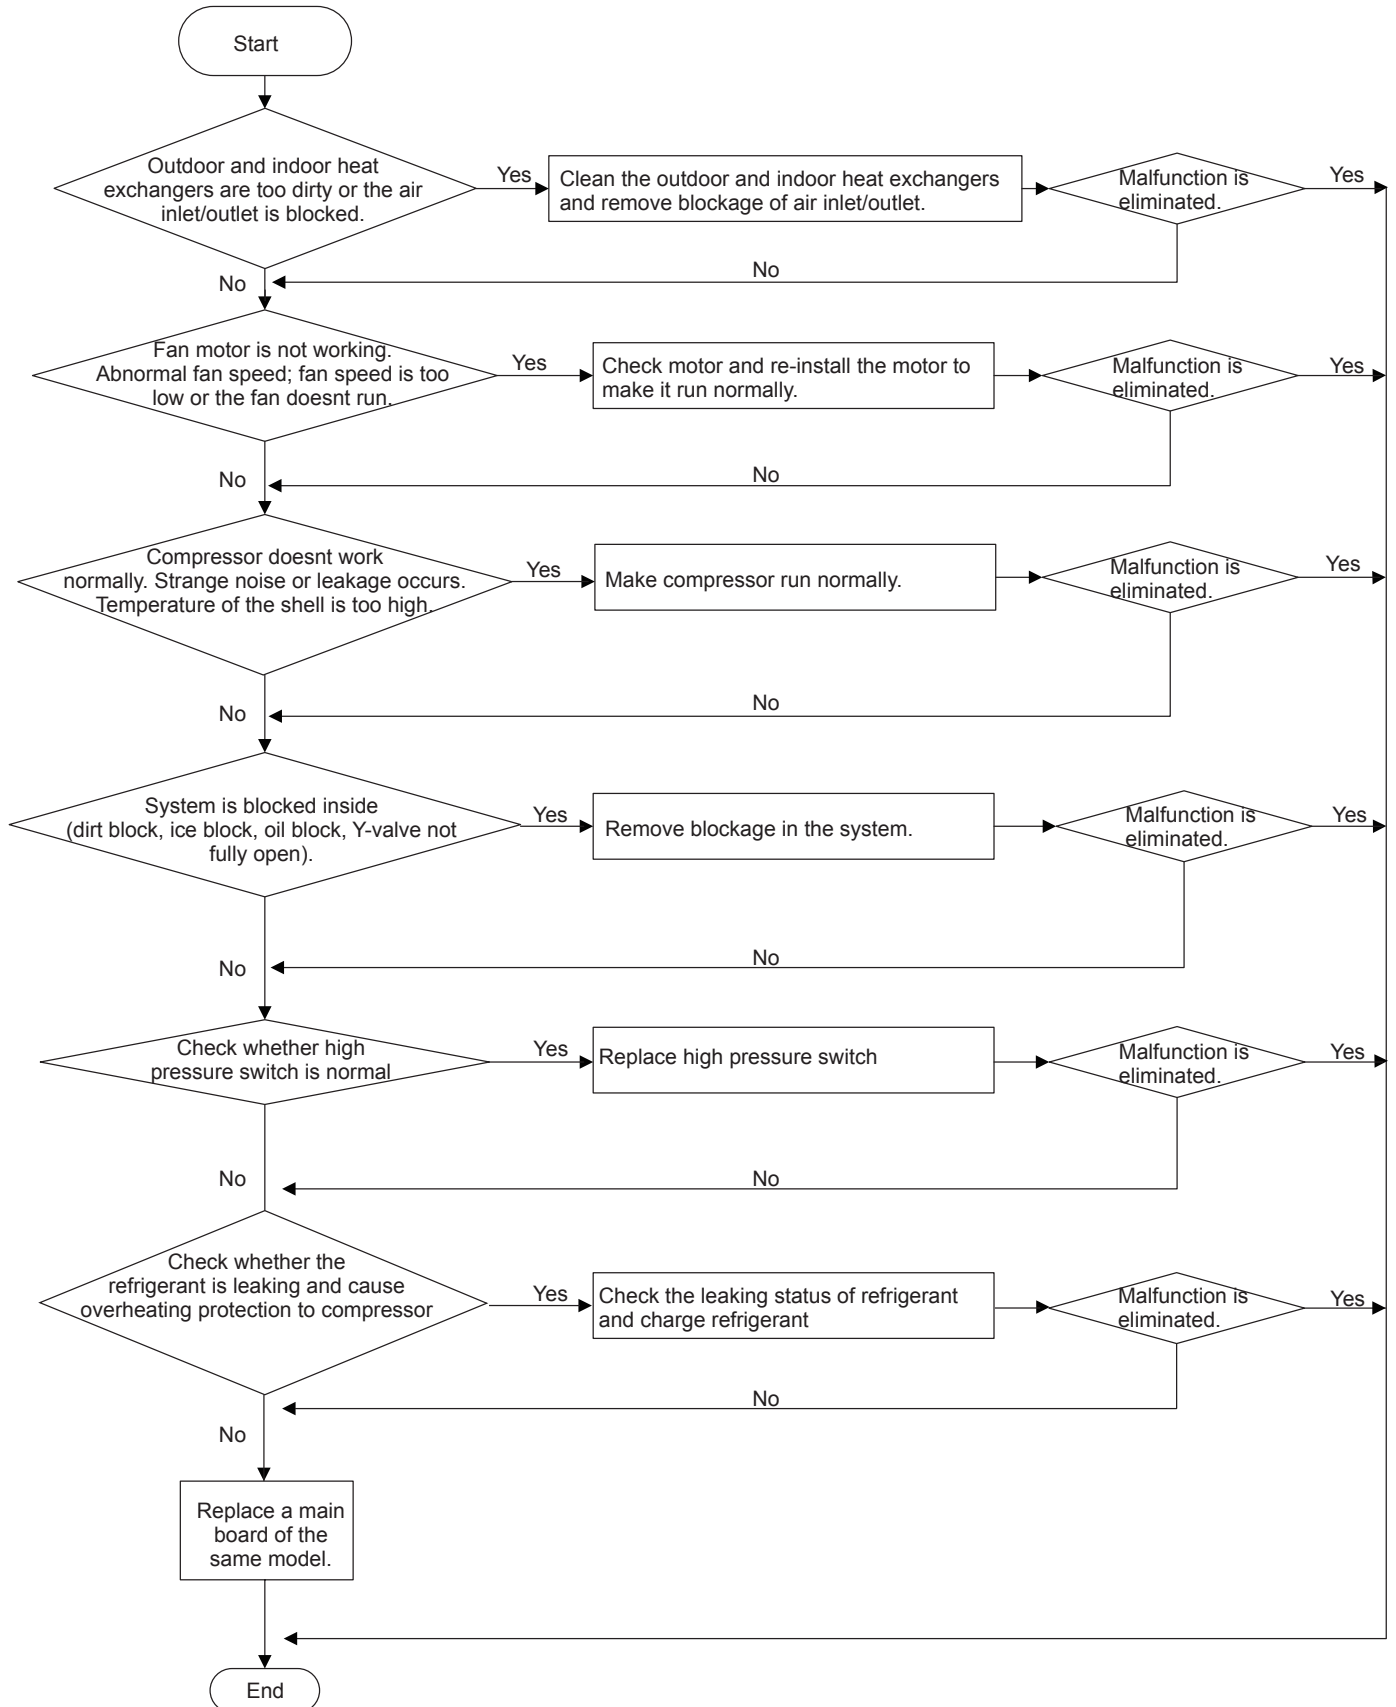 Start
Outdoor and indoor heat
exchangers are too dirty or the air
inlet/outlet is blocked.
Yes
Clean the outdoor and indoor heat exchangers
and remove blockage of air inlet/outlet.
Malfunction is
eliminated.
Yes
No
No
Fan motor is not working.
Abnormal fan speed; fan speed is too
low or the fan doesnt run.
Yes
Check motor and re-install the motor to
make it run normally.
Malfunction is
eliminated.
Yes
No
No
Compressor doesnt work
normally. Strange noise or leakage occurs.
Temperature of the shell is too high.
Yes
Make compressor run normally.
Malfunction is
eliminated.
Yes
No
No
System is blocked inside
(dirt block, ice block, oil block, Y-valve not
fully open).
Yes
Remove blockage in the system.
Malfunction is
eliminated.
Yes
No
No
Check whether high
pressure switch is normal
Yes
Replace high pressure switch
Malfunction is
eliminated.
Yes
No
No
Check whether the
refrigerant is leaking and cause
overheating protection to compressor
Yes
Check the leaking status of refrigerant
and charge refrigerant
Malfunction is
eliminated.
Yes
No
No
Replace a main
board of the
same model.
End